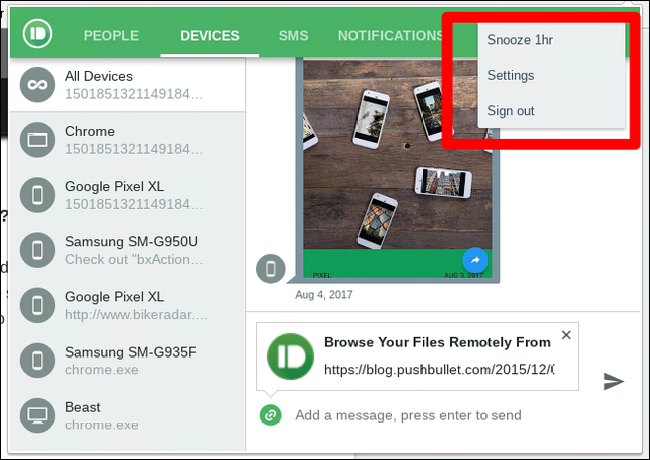 PEOPLE
DEVICES
SMS
NOTIFICATIONS
Snooze 1hr
Settings
Sign out
All Devices
1501851321149184...
Chrome
1501851321149184...
Google Pixel XL
1501851321149184...
Samsung SM-G950U
Check out "bxAction...
Google Pixel XL
http://www.bikeradar....
Samsung SM-G935F
chrome.exe
Beast
chrome.exe
PIXEL
AUG 3, 2017
Aug 4, 2017
Browse Your Files Remotely From
https://blog.pushbullet.com/2015/12/0
Add a message, press enter to send